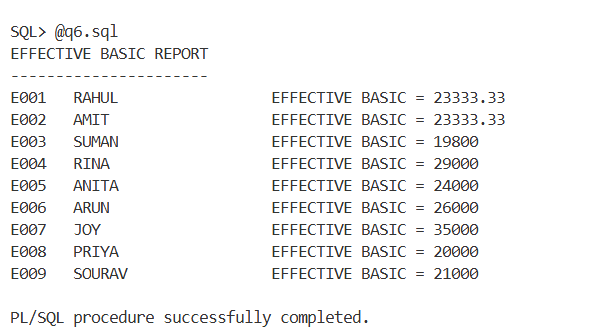 SQL> @q6.sql
EFFECTIVE BASIC REPORT
----------------------
E001   RAHUL                 EFFECTIVE BASIC = 23333.33
E002   AMIT                  EFFECTIVE BASIC = 23333.33
E003   SUMAN                 EFFECTIVE BASIC = 19800
E004   RINA                  EFFECTIVE BASIC = 29000
E005   ANITA                 EFFECTIVE BASIC = 24000
E006   ARUN                  EFFECTIVE BASIC = 26000
E007   JOY                   EFFECTIVE BASIC = 35000
E008   PRIYA                 EFFECTIVE BASIC = 20000
E009   SOURAV                EFFECTIVE BASIC = 21000
PL/SQL procedure successfully completed.